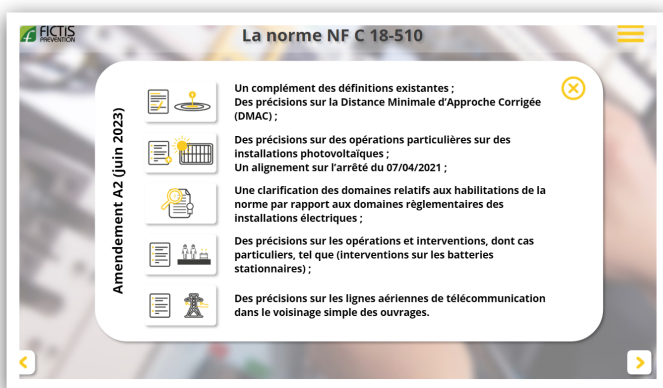 FICTIS
PREVENTION
La norme NF C 18-510
Amendement A2 (juin 2023)
Un complément des définitions existantes ;
Des précisions sur la Distance Minimale d'Approche Corrigée
(DMAC) ;
Des précisions sur des opérations particulières sur des
installations photovoltaïques ;
Un alignement sur l'arrêté du 07/04/2021 ;
Une clarification des domaines relatifs aux habilitations de la
norme par rapport aux domaines règlementaires des
installations électriques ;
Des précisions sur les opérations et interventions, dont cas
particuliers, tel que (interventions sur les batteries
stationnaires) ;
Des précisions sur les lignes aériennes de télécommunication
dans le voisinage simple des ouvrages.